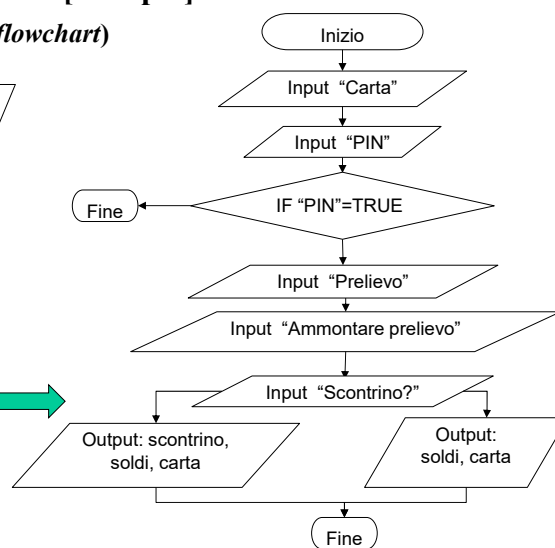 flowchart)
Inizio
Input “Carta”
Input “PIN”
IF “PIN”=TRUE
Fine
Input “Prelievo”
Input “Ammontare prelievo”
Input “Scontrino?”
Output: scontrino,
soldi, carta
Output:
soldi, carta
Fine